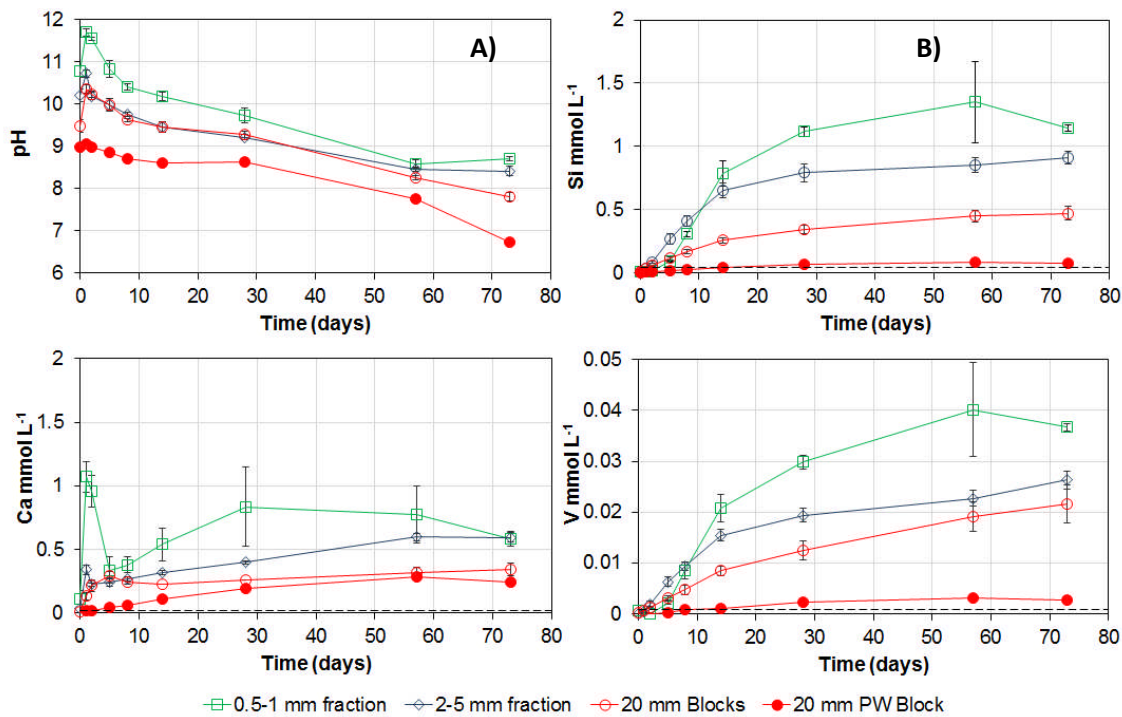 A)
pH
12
11
10
9
8
7
6
0 10 20 30 40 50 60 70 80
Time (days)
B)
Si mmol L⁻¹
2
1.5
1
0.5
0
0 10 20 30 40 50 60 70 80
Time (days)
Ca mmol L⁻¹
2
1.5
1
0.5
0
0 10 20 30 40 50 60 70 80
Time (days)
V mmol L⁻¹
0.05
0.04
0.03
0.02
0.01
0
0 10 20 30 40 50 60 70 80
Time (days)
0.5-1 mm fraction 2-5 mm fraction 20 mm Blocks 20 mm PW Block